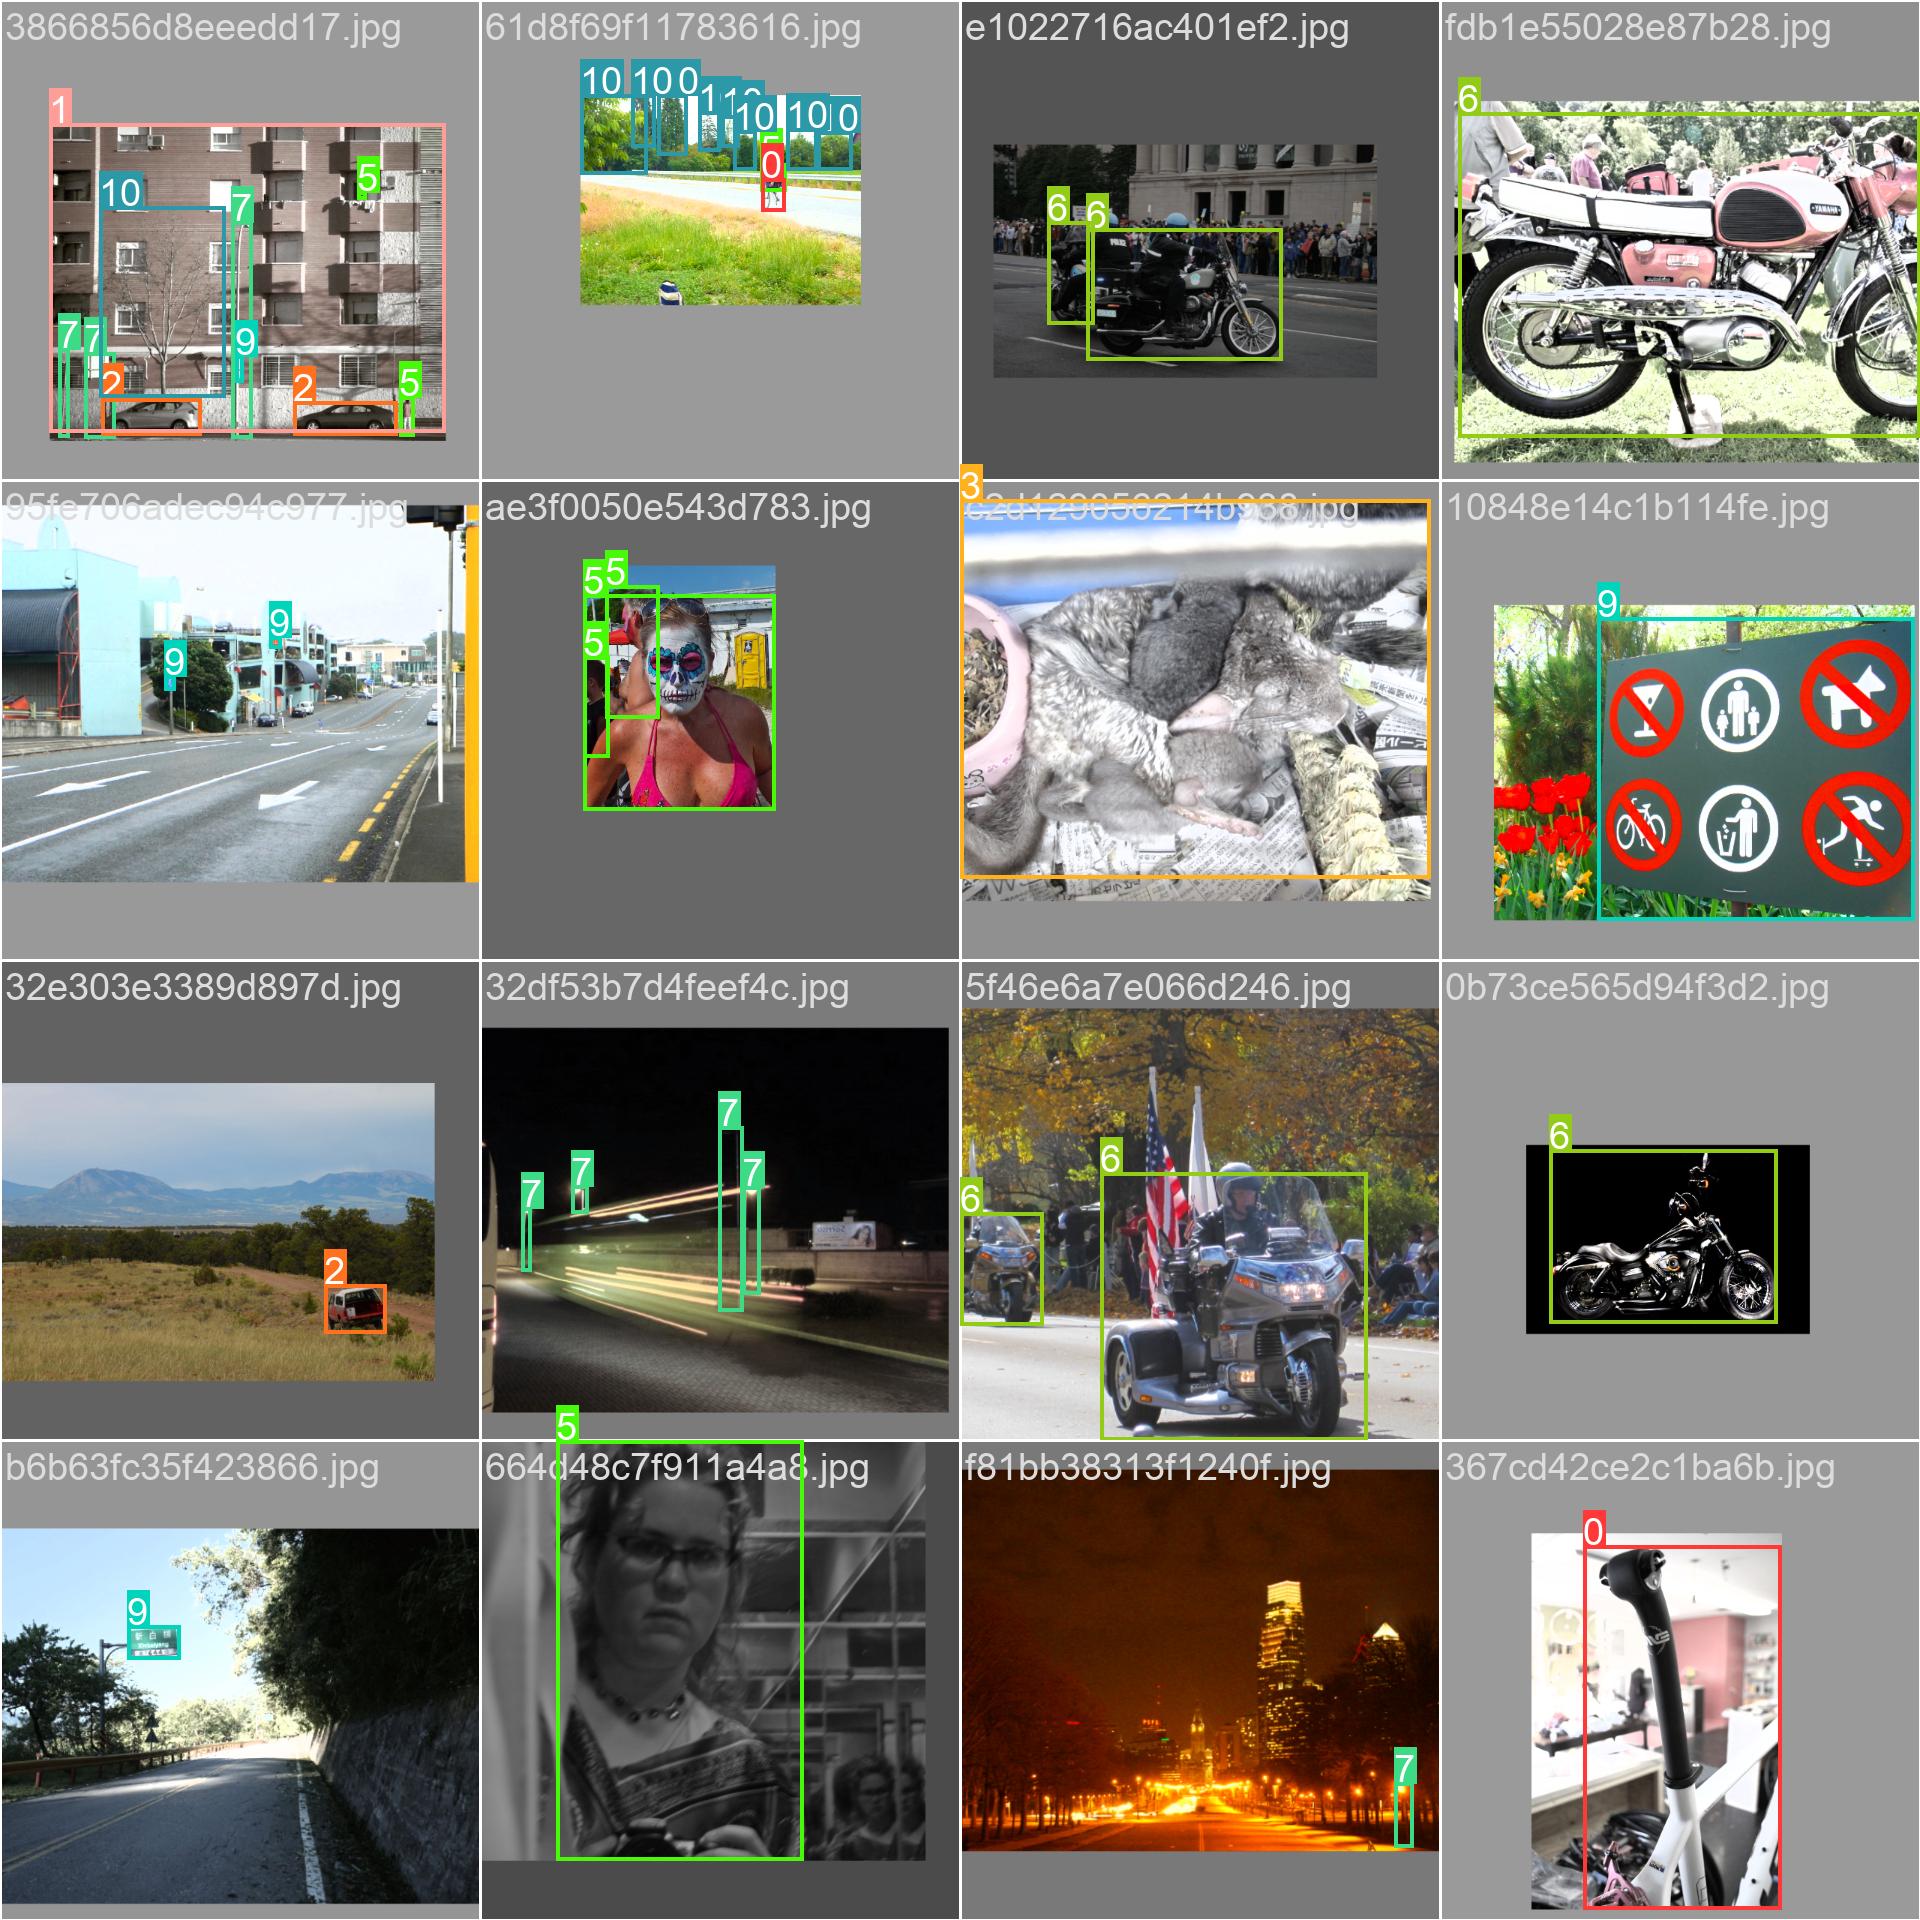 3866856d8eeedd17.jpg
61d8f69f11783616.jpg
e1022716ac401ef2.jpg
fdb1e55028e87b28.jpg
1
10
5
7
7
7
9
2
2
5
10
10
0
10
10
0
0
6
6
6
YAMAHA
95fe706adec94c977.jpg
ae3f0050e543d783.jpg
10848e14c1b114fe.jpg
9
9
5
5
5
3
9
32e303e3389d897d.jpg
32df53b7d4feef4c.jpg
5f46e6a7e066d246.jpg
0b73ce565d94f3d2.jpg
2
7
7
7
7
6
6
6
b6b63fc35f423866.jpg
664d48c7f911a4a8.jpg
f81bb38313f1240f.jpg
367cd42ce2c1ba6b.jpg
9
5
7
0